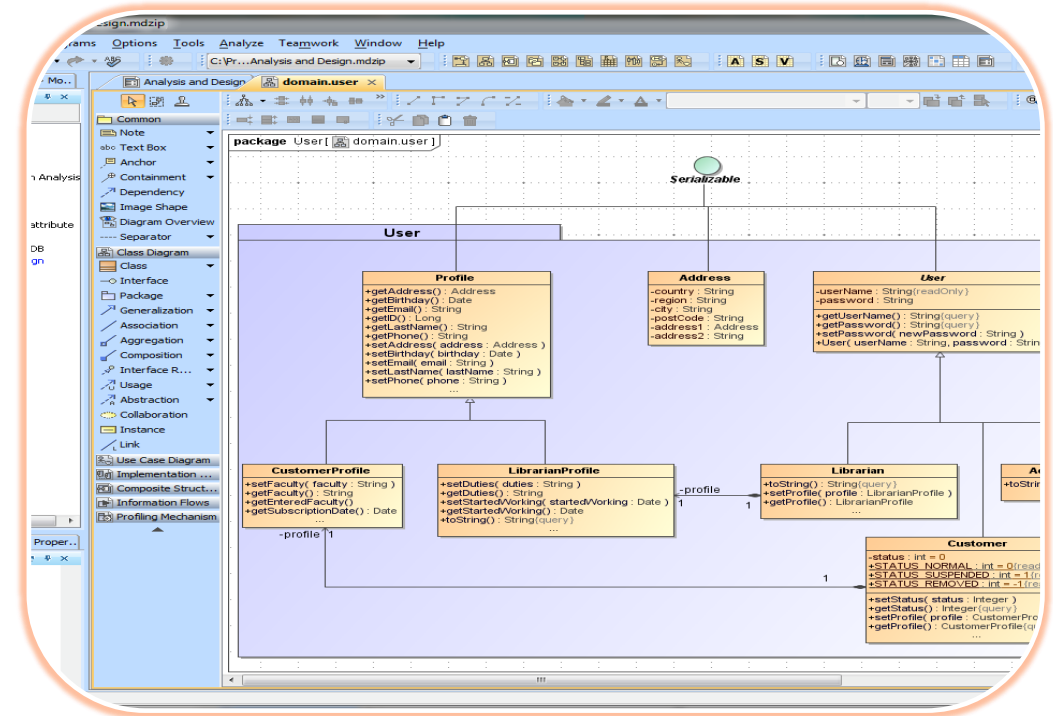 esign.mdzip
ams Options Tools Analyze Teamwork Window Help
C:\Pr...Analysis and Design.mdzip
A S V
Mo..
Analysis and Design
domain.user
Common
Note
abc Text Box
Anchor
Containment
Dependency
Image Shape
Diagram Overview
Separator
Class Diagram
Class
Interface
Package
Generalization
Association
Aggregation
Composition
Interface R...
Usage
Abstraction
Collaboration
Instance
Link
Use Case Diagram
Implementation ...
Composite Struct...
Information Flows
Profiling Mechanism
n Analysis
attribute
DB
gn
Proper..
package User[ domain.user ]
Serializable
User
Profile
+getAddress() : Address
+getBirthday() : Date
+getEmail() : String
+getID() : Long
+getLastName() : String
+getPhone() : String
+setAddress( address : Address )
+setBirthday( birthday : Date )
+setEmail( email : String )
+setLastName( lastName : String )
+setPhone( phone : String )
...
Address
-country : String
-region : String
-city : String
-postCode : String
-address1 : Address
-address2 : String
User
-userName : String{readOnly}
-password : String
+getUserName() : String{query}
+getPassword() : String{query}
+setPassword( newPassword : String )
+User( userName : String, password : Strin
CustomerProfile
+setFaculty( faculty : String )
+getFaculty() : String
+getEnteredFaculty()
+getSubscriptionDate() : Date
...
LibrarianProfile
+setDuties( duties : String )
+getDuties() : String
+setStartedWorking( startedWorking : Date )
+getStartedWorking() : Date
+toString() : String{query}
...
-profile
1
1
Librarian
+toString() : String{query}
+setProfile( profile : LibrarianProfile )
+getProfile() : LibrarianProfile
...
+toStrin
-profile 1
1
Customer
-status : int = 0
+STATUS_NORMAL : int = 0{read
+STATUS_SUSPENDED : int = 1{r
+STATUS_REMOVED : int = -1{re
+setStatus( status : Integer )
+getStatus() : Integer{query}
+setProfile( profile : CustomerPro
+getProfile() : CustomerProfile{q
...